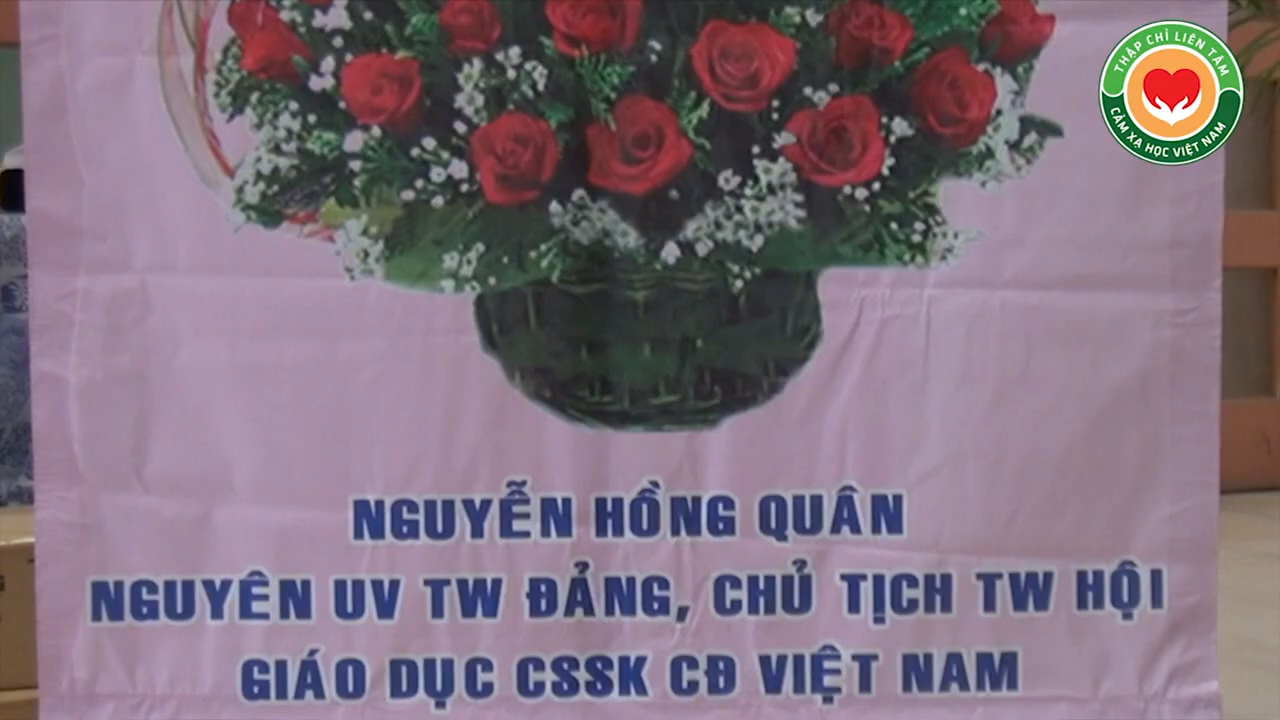 THẬP CHỈ LIÊN TÂM
CẢM XẠ HỌC VIỆT NAM
NGUYỄN HỒNG QUÂN
NGUYÊN UV TW ĐẢNG, CHỦ TỊCH TW HỘI
GIÁO DỤC CSSK CĐ VIỆT NAM